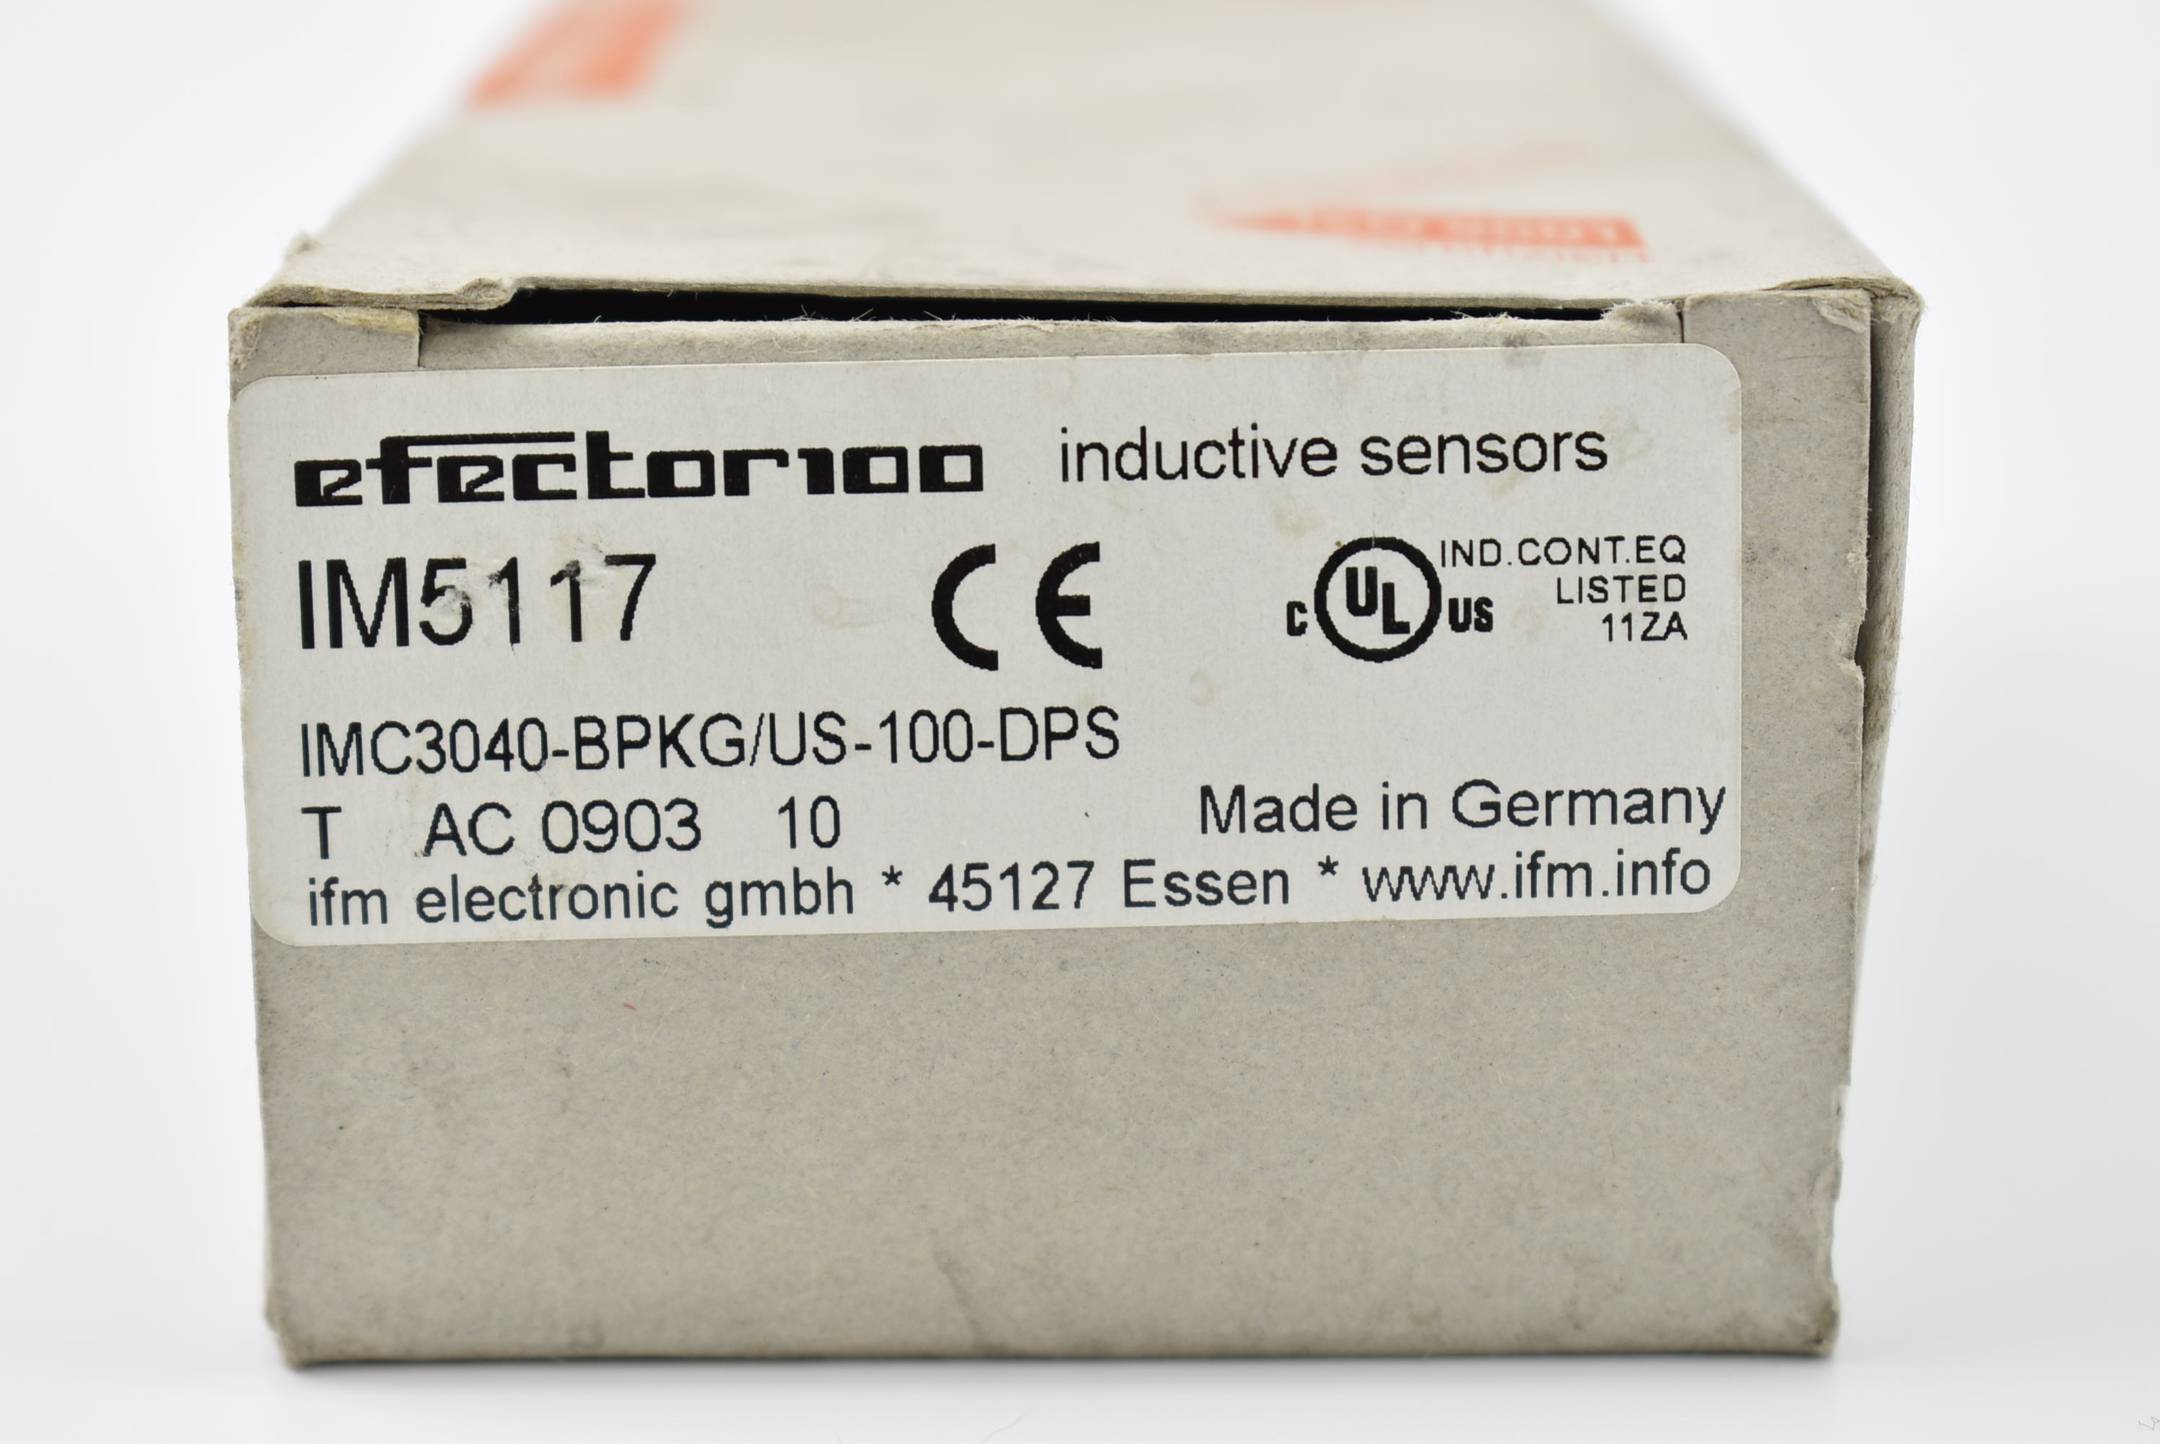 efector100 inductive sensors
IM5117 CE C UL US IND.CONT.EQ
LISTED
11ZA
IMC3040-BPKG/US-100-DPS
T AC 0903 10 Made in Germany
ifm electronic gmbh * 45127 Essen * www.ifm.info